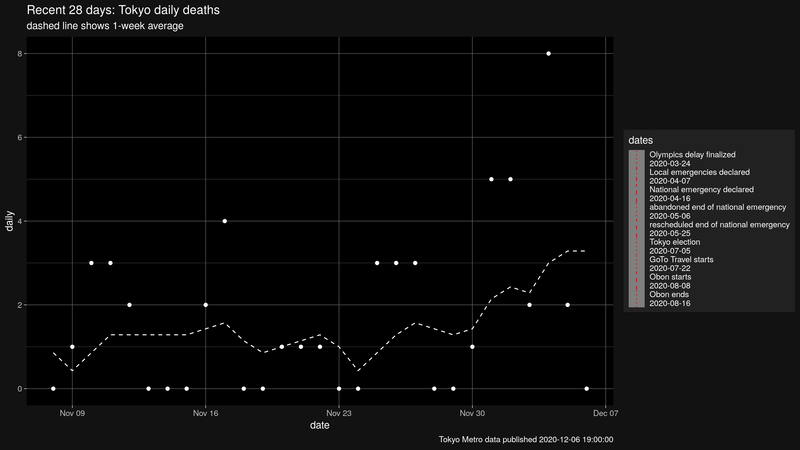 Recent 28 days: Tokyo daily deaths
dashed line shows 1-week average
8
6
4
2
0
daily
Nov 09
Nov 16
Nov 23
Nov 30
Dec 07
date
Tokyo Metro data published 2020-12-06 19:00:00
dates
Olympics delay finalized
2020-03-24
Local emergencies declared
2020-04-07
National emergency declared
2020-04-16
abandoned end of national emergency
2020-05-06
rescheduled end of national emergency
2020-05-25
Tokyo election
2020-07-05
GoTo Travel starts
2020-07-22
Obon starts
2020-08-08
Obon ends
2020-08-16